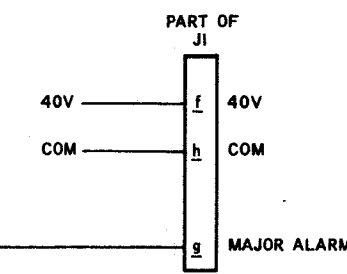 PART OF
J1
40V f 40V
COM h COM
g MAJOR ALARM